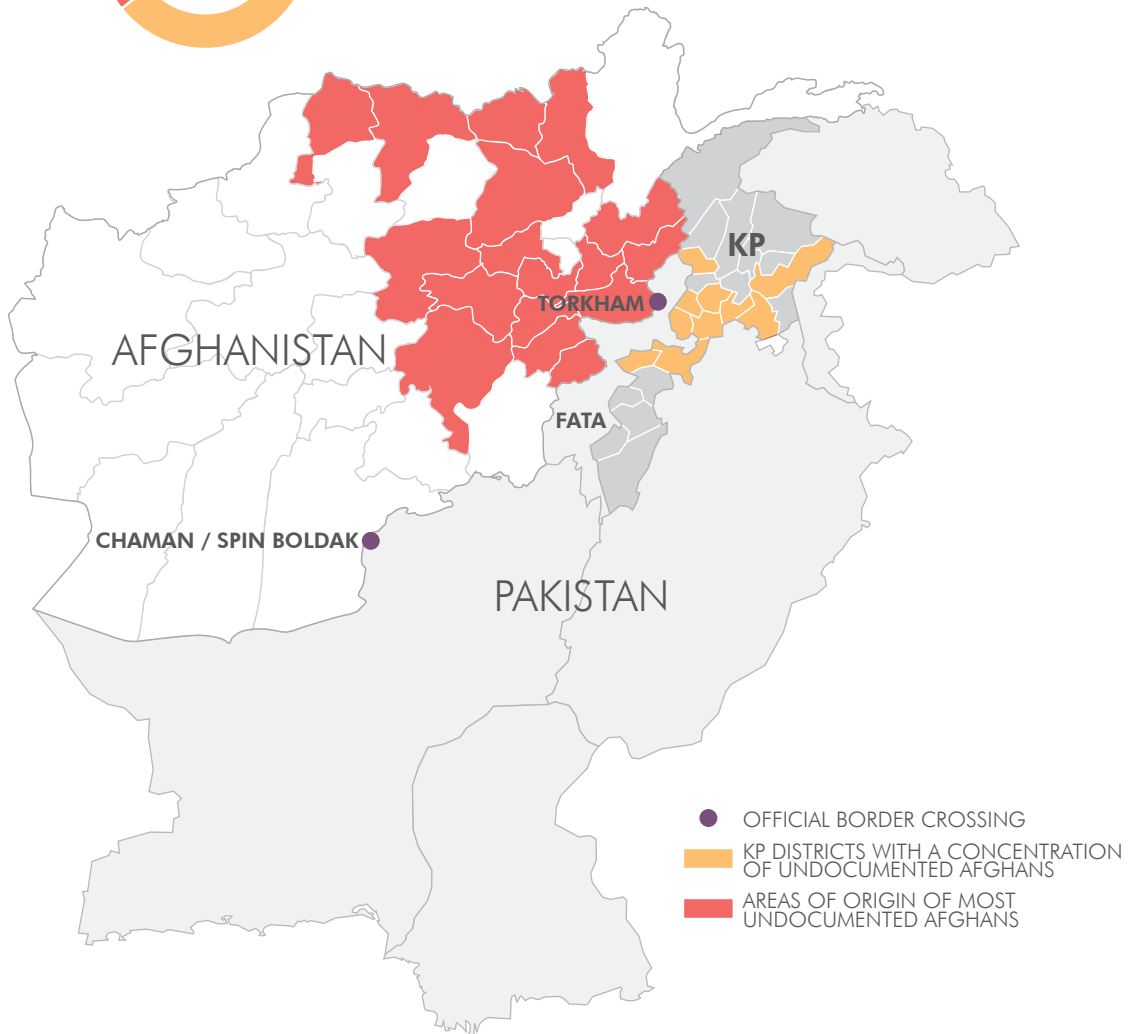 KP
TORKHAM
AFGHANISTAN
FATA
CHAMAN / SPIN BOLDAK
PAKISTAN
OFFICIAL BORDER CROSSING
KP DISTRICTS WITH A CONCENTRATION
OF UNDOCUMENTED AFGHANS
AREAS OF ORIGIN OF MOST
UNDOCUMENTED AFGHANS